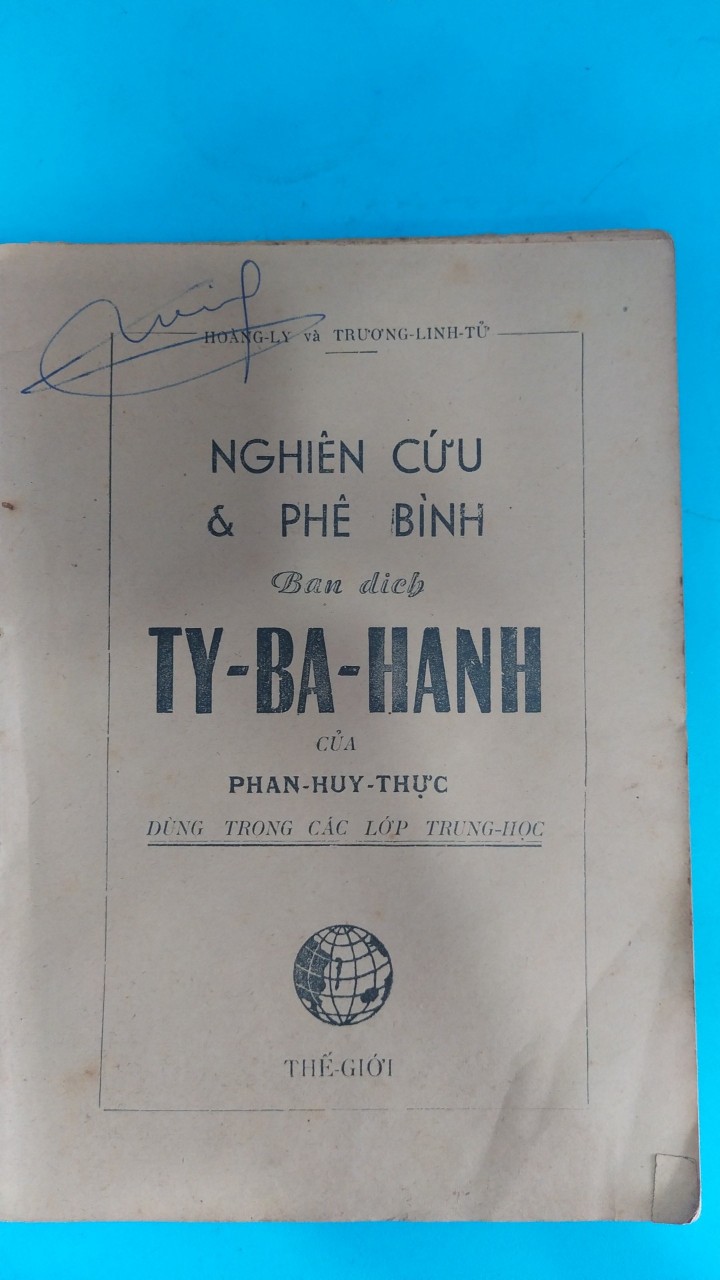 HOÀNG-LY và TRƯƠNG-LINH-TỬ
NGHIÊN CỨU
& PHÊ BÌNH
Ban dich
TY-BA-HANH
CỦA
PHAN-HUY-THỰC
DÙNG TRONG CÁC LỚP TRUNG-HỌC
THẾ-GIỚI